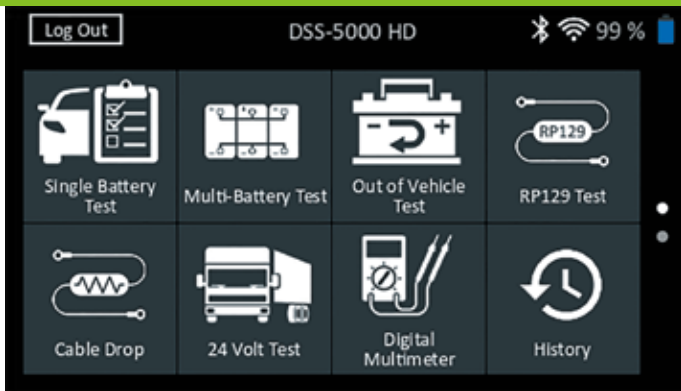 Log Out
DSS-5000 HD
99 %
Single Battery
Test
Multi-Battery Test
Out of Vehicle
Test
RP129
RP129 Test
Cable Drop
24 Volt Test
Digital
Multimeter
History